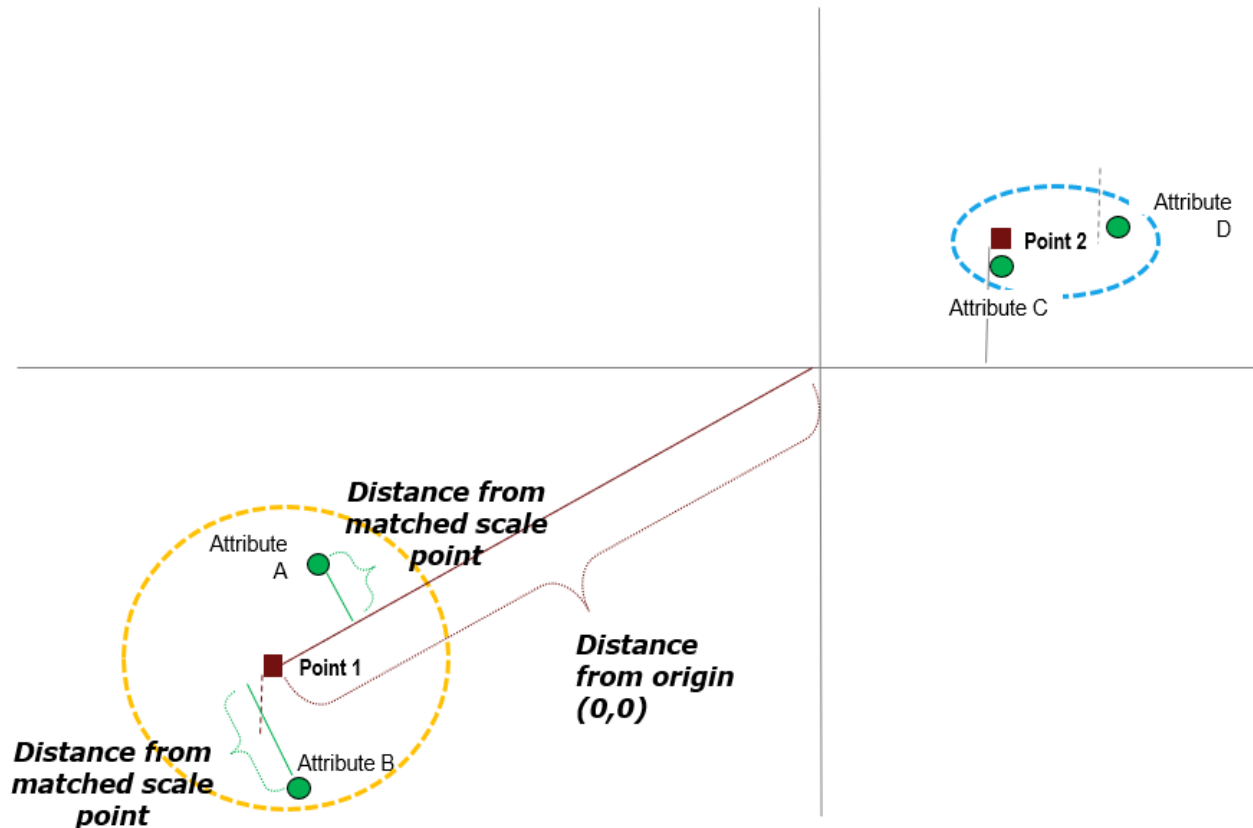 Attribute
D
Point 2
Attribute C
Distance from
matched scale
point
Attribute
A
Point 1
Distance
from origin
(0,0)
Distance from
matched scale
point
Attribute B